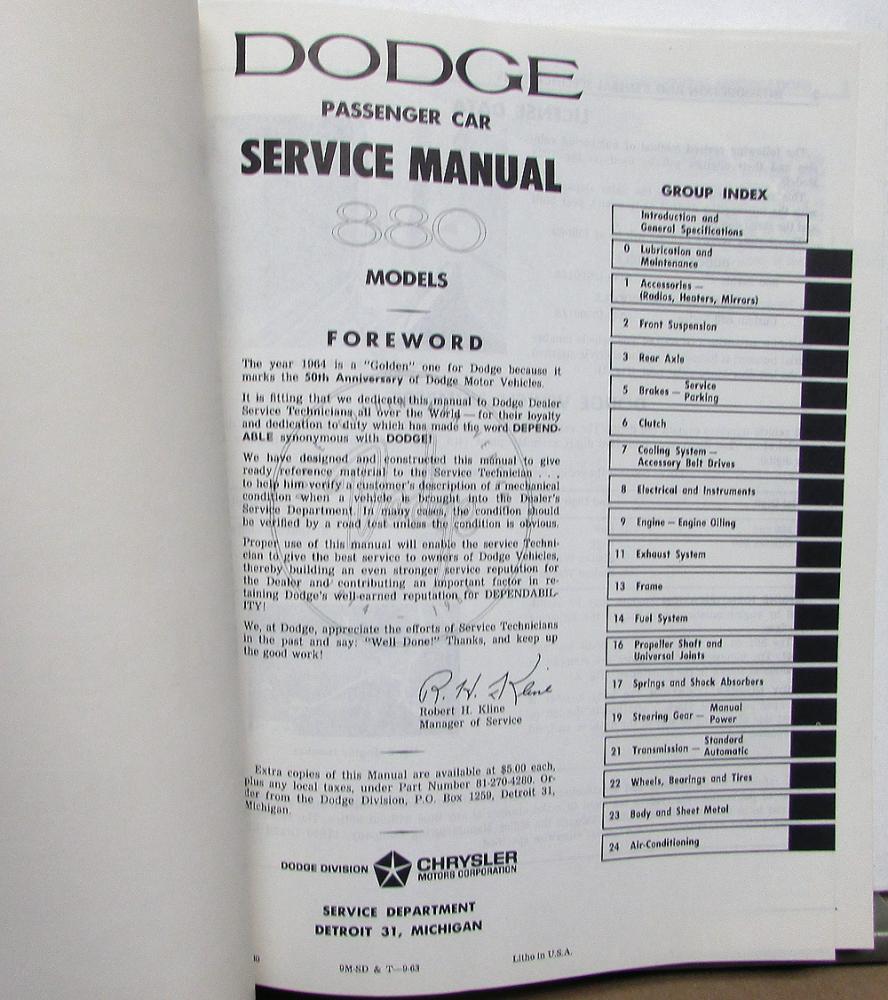 DODGE
PASSENGER CAR
SERVICE MANUAL
880
MODELS
FOREWORD
The year 1964 is a "Golden" one for Dodge because it
marks the 50th Anniversary of Dodge Motor Vehicles.
It is fitting that we dedicate this manual to Dodge Dealer
Service Technicians all over the World — for their loyalty
and dedication to duty which has made the word DEPEND-
ABLE synonymous with DODGE!
We have designed and constructed this manual to give
ready reference material to the Service Technician . . .
to help him verify a customer's description of a mechanical
condition when a vehicle is brought into the Dealer's
Service Department. In many cases, the condition should
be verified by a road test unless the condition is obvious.
Proper use of this manual will enable the service Techni-
cian to give the best service to owners of Dodge Vehicles,
thereby building an even stronger service reputation for
the Dealer and contributing an important factor in re-
taining Dodge's well-earned reputation for DEPENDABIL-
ITY!
We, at Dodge, appreciate the efforts of Service Technicians
in the past and say: "Well Done!" Thanks, and keep up
the good work!
R. H. Kline
Robert H. Kline
Manager of Service
Extra copies of this Manual are available at $5.00 each,
plus any local taxes, under Part Number 81-270-4280. Or-
der from the Dodge Division, P.O. Box 1259, Detroit 31,
Michigan.
DODGE DIVISION CHRYSLER
MOTORS CORPORATION
SERVICE DEPARTMENT
DETROIT 31, MICHIGAN
10
9M-SD & T—9-63
Litho in U.S.A.
GROUP INDEX
Introduction and
General Specifications
0 Lubrication and
Maintenance
1 Accessories —
(Radios, Heaters, Mirrors)
2 Front Suspension
3 Rear Axle
5 Brakes — Service
Parking
6 Clutch
7 Cooling System —
Accessory Belt Drives
8 Electrical and Instruments
9 Engine — Engine Oiling
11 Exhaust System
13 Frame
14 Fuel System
16 Propeller Shaft and
Universal Joints
17 Springs and Shock Absorbers
19 Steering Gear — Manual
Power
21 Transmission — Standard
Automatic
22 Wheels, Bearings and Tires
23 Body and Sheet Metal
24 Air-Conditioning